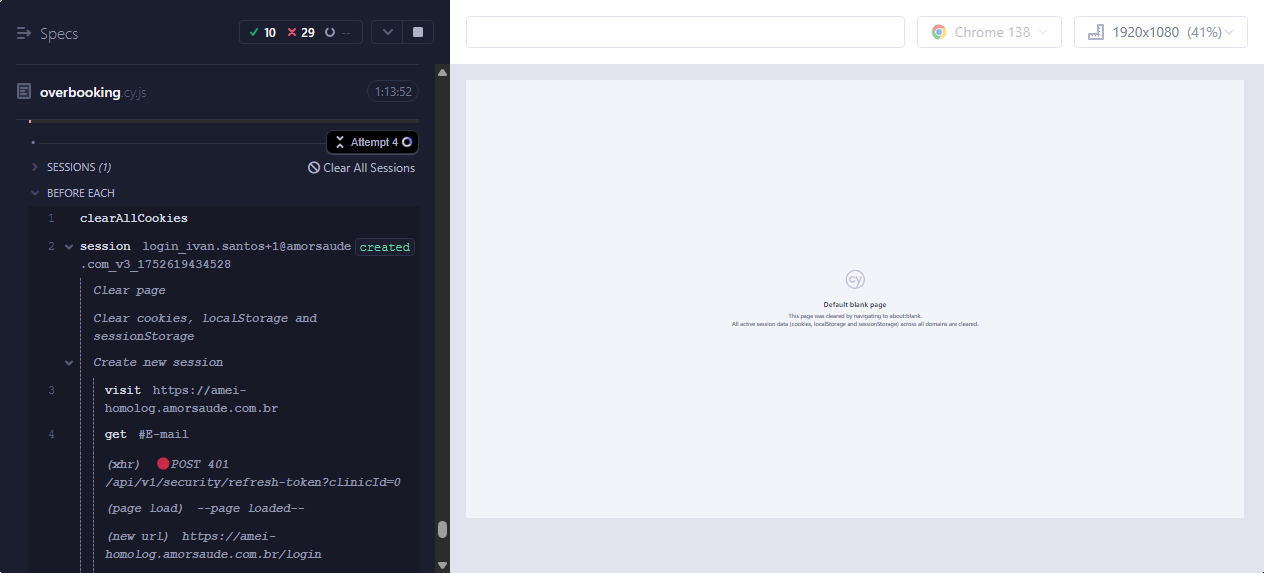 Specs
10 29 --
Chrome 138
1920x1080 (41%)
overbooking.cy.js
1:13:52
Attempt 4
SESSIONS (1)
Clear All Sessions
BEFORE EACH
1 clearAllCookies
2 session login_ivan.santos+1@amorsaude created
.com_v3_1752619434528
Clear page
Clear cookies, localStorage and
sessionStorage
Create new session
3 visit https://amei-
homolog.amorsaude.com.br
4 get #E-mail
(xhr) POST 401
/api/v1/security/refresh-token?clinicId=0
(page load) --page loaded--
(new url) https://amei-
homolog.amorsaude.com.br/login
cy
Default blank page
This page was cleared by navigating to about:blank.
All active session data (cookies, localStorage and sessionStorage) across all domains are cleared.